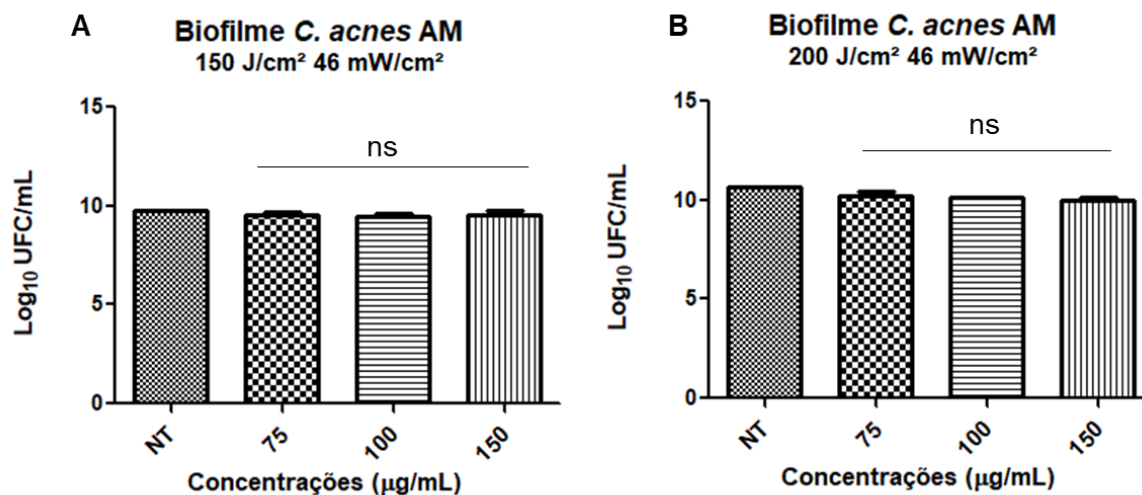 A
Biofilme C. acnes AM
150 J/cm² 46 mW/cm²
15
10
5
0
Log₁₀ UFC/mL
ns
NT
75
100
150
Concentrações (μg/mL)
B
Biofilme C. acnes AM
200 J/cm² 46 mW/cm²
15
10
5
0
Log₁₀ UFC/mL
ns
NT
75
100
150
Concentrações (μg/mL)